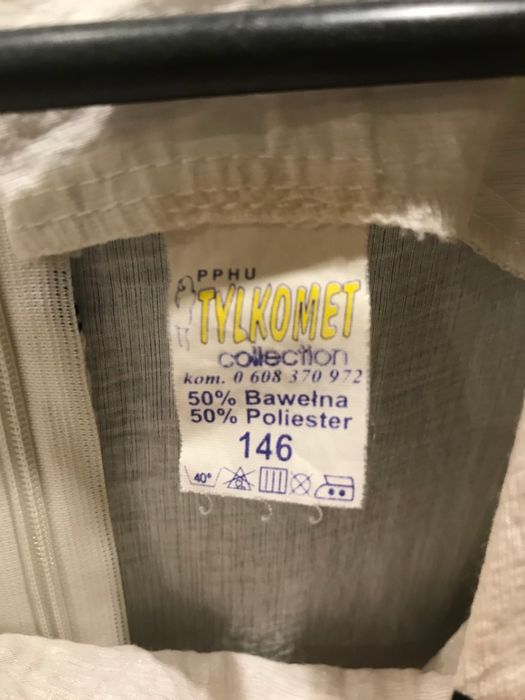 PPHU
TYLKOMET
collection
kom. 0 608 370 972
50% Bawełna
50% Poliester
146
40°